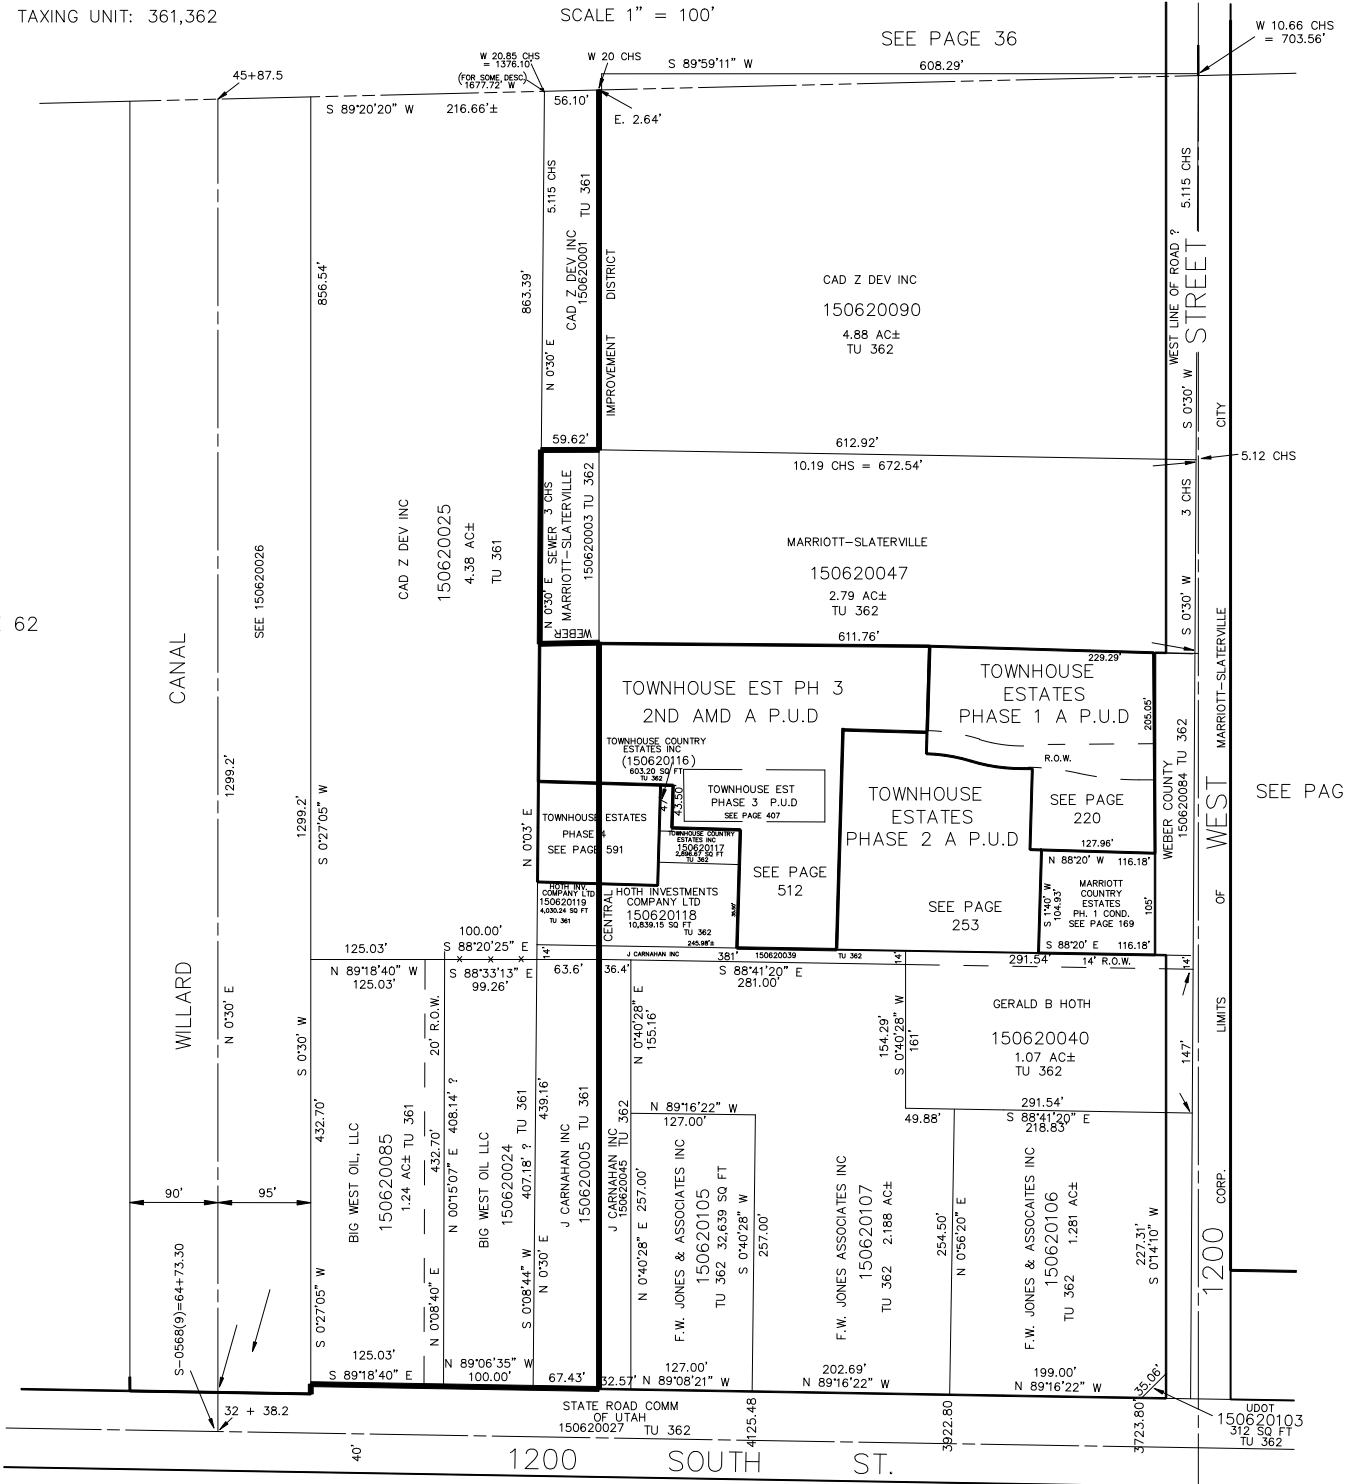 TAXING UNIT: 361,362
SCALE 1" = 100'
SEE PAGE 36
W 10.66 CHS
= 703.56'
W 20.85 CHS
= 1376.10'
(FOR SOME DESC)
1677.72' W
W 20 CHS
S 89°59'11" W
608.29'
45+87.5
S 89°20'20" W
216.66'±
56.10'
E. 2.64'
856.54'
863.39'
N 0°30' E
5.115 CHS
CAD Z DEV INC
150620001
TU 361
IMPROVEMENT DISTRICT
CAD Z DEV INC
150620090
4.88 AC±
TU 362
5.115 CHS
WEST LINE OF ROAD ?
S 0°30' W
STREET
CITY
59.62'
612.92'
10.19 CHS = 672.54'
5.12 CHS
CAD Z DEV INC
150620025
4.38 AC±
TU 361
SEE 150620026
N 0°30' E SEWER 3 CHS
MARRIOTT-SLATERVILLE
150620003 TU 362
WEBER
MARRIOTT-SLATERVILLE
150620047
2.79 AC±
TU 362
611.76'
3 CHS
S 0°30' W
MARRIOTT-SLATERVILLE
62
CANAL
WILLARD
1299.2'
N 0°30' E
1299.2'
S 0°27'05" W
S 0°30' W
TOWNHOUSE EST PH 3
2ND AMD A P.U.D
TOWNHOUSE
ESTATES
PHASE 1 A P.U.D
229.29'
205.05'
R.O.W.
SEE PAGE
220
127.96'
WEBER COUNTY
150620084 TU 362
WEST
SEE PAG
TOWNHOUSE COUNTRY
ESTATES INC
(150620116)
603.20 SQ FT
TU 362
47'
43.50'
TOWNHOUSE EST
PHASE 3 P.U.D
SEE PAGE 407
TOWNHOUSE
ESTATES
PHASE 2 A P.U.D
SEE PAGE
253
N 0°03' E
TOWNHOUSE ESTATES
PHASE 4
SEE PAGE 591
TOWNHOUSE COUNTRY
ESTATES INC
150620117
2,696.67 SQ FT
TU 362
SEE PAGE
512
HOTH INV.
COMPANY LTD
150620119
4,030.24 SQ FT
TU 361
CENTRAL
HOTH INVESTMENTS
COMPANY LTD
150620118
10,839.15 SQ FT
TU 362
245.98'±
N 88°20' W 116.18'
S 1°40' W
104.93'
MARRIOTT
COUNTRY
ESTATES
PH. 1 COND.
SEE PAGE 169
105'
S 88°20' E 116.18'
OF
125.03'
N 89°18'40" W
125.03'
100.00'
S 88°20'25" E
S 88°33'13" E
99.26'
14'
63.6'
36.4'
J CARNAHAN INC
381'
150620039
TU 362
S 88°41'20" E
281.00'
14'
291.54'
14' R.O.W.
14'
GERALD B HOTH
150620040
1.07 AC±
TU 362
154.29'
S 0°40'28" W
161'
147'
LIMITS
291.54'
S 88°41'20" E
218.83'
49.88'
N 0°40'28" E
155.16'
N 89°16'22" W
127.00'
432.70'
S 0°27'05" W
BIG WEST OIL, LLC
150620085
1.24 AC± TU 361
20' R.O.W.
432.70'
N 0°08'40" E
N 00°15'07" E 408.14' ?
BIG WEST OIL LLC
150620024
407.18' ? TU 361
S 0°08'44" W
439.16'
N 0°30' E
J CARNAHAN INC
150620005 TU 361
J CARNAHAN INC
150620045 TU 362
N 0°40'28" E 257.00'
F.W. JONES & ASSOCIATES INC
150620105
TU 362 32,639 SQ FT
S 0°40'28" W
257.00'
F.W. JONES ASSOCIATES INC
150620107
TU 362 2.188 AC±
254.50'
N 0°56'20" E
F.W. JONES & ASSOCAITES INC
150620106
TU 362 1.281 AC±
227.31'
S 0°14'10" W
CORP.
1200
90'
95'
S-0568(9)=64+73.30
125.03'
S 89°18'40" E
N 89°06'35" W
100.00'
67.43'
32.57'
127.00'
N 89°08'21" W
202.69'
N 89°16'22" W
199.00'
N 89°16'22" W
35.06'
32 + 38.2
STATE ROAD COMM
OF UTAH
150620027 TU 362
4125.48
3922.80
3723.80'
UDOT
150620103
312 SQ FT
TU 362
40'
1200 SOUTH ST.